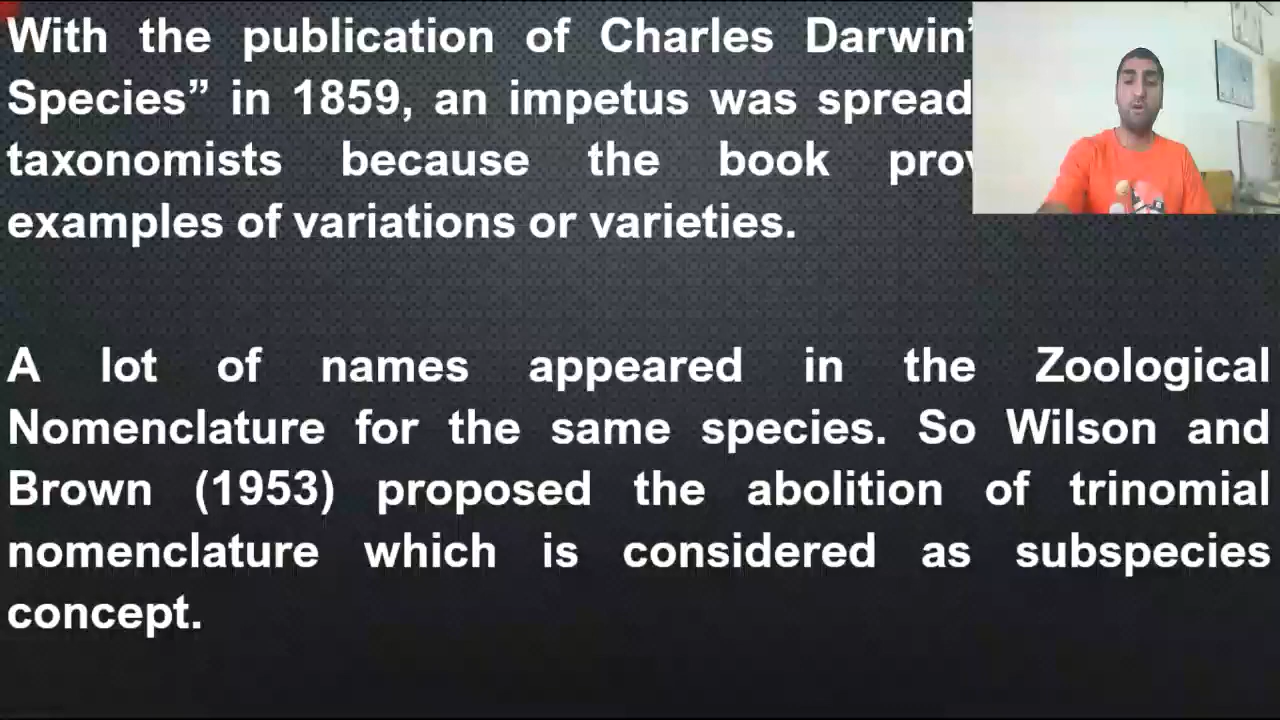 With the publication of Charles Darwin'
Species” in 1859, an impetus was spread
taxonomists because the book
examples of variations or varieties.
A lot of names appeared in the Zoological
Nomenclature for the same species. So Wilson and
Brown (1953) proposed the abolition of trinomial
nomenclature which is considered as subspecies
concept.